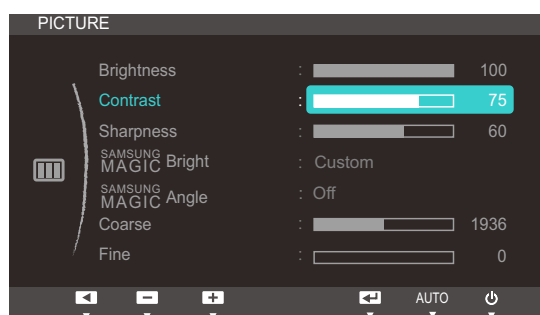 PICTURE
Brightness : 100
Contrast : 75
Sharpness : 60
SAMSUNG MAGIC Bright : Custom
SAMSUNG MAGIC Angle : Off
Coarse : 1936
Fine : 0
AUTO